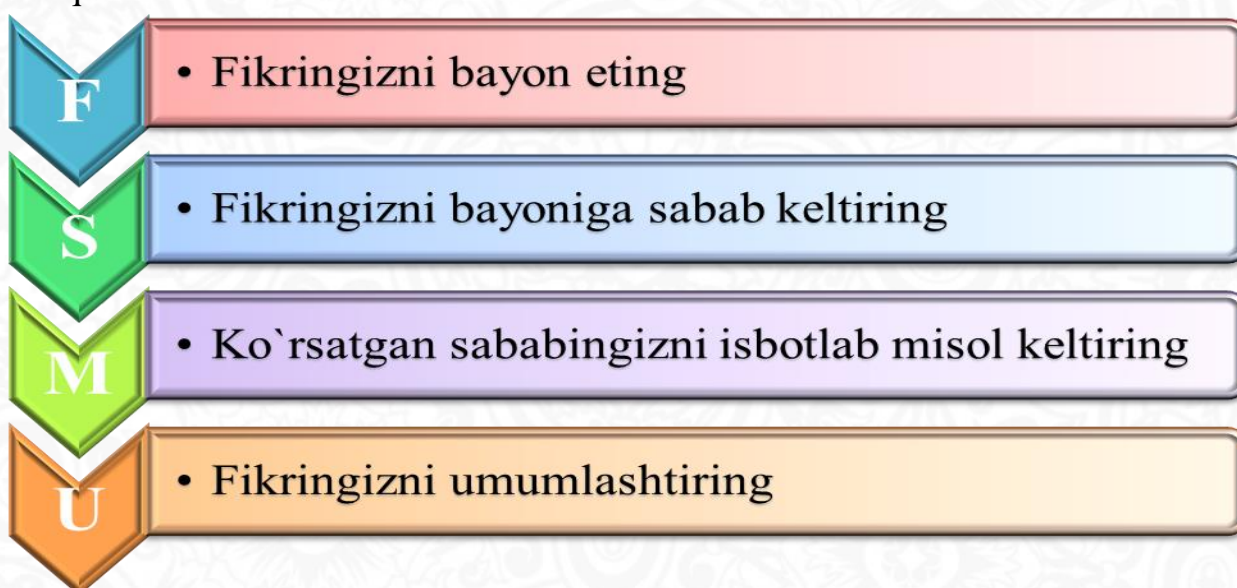 F
• Fikringizni bayon eting
S
• Fikringizni bayoniga sabab keltiring
M
• Ko`rsatgan sababingizni isbotlab misol keltiring
U
• Fikringizni umumlashtiring